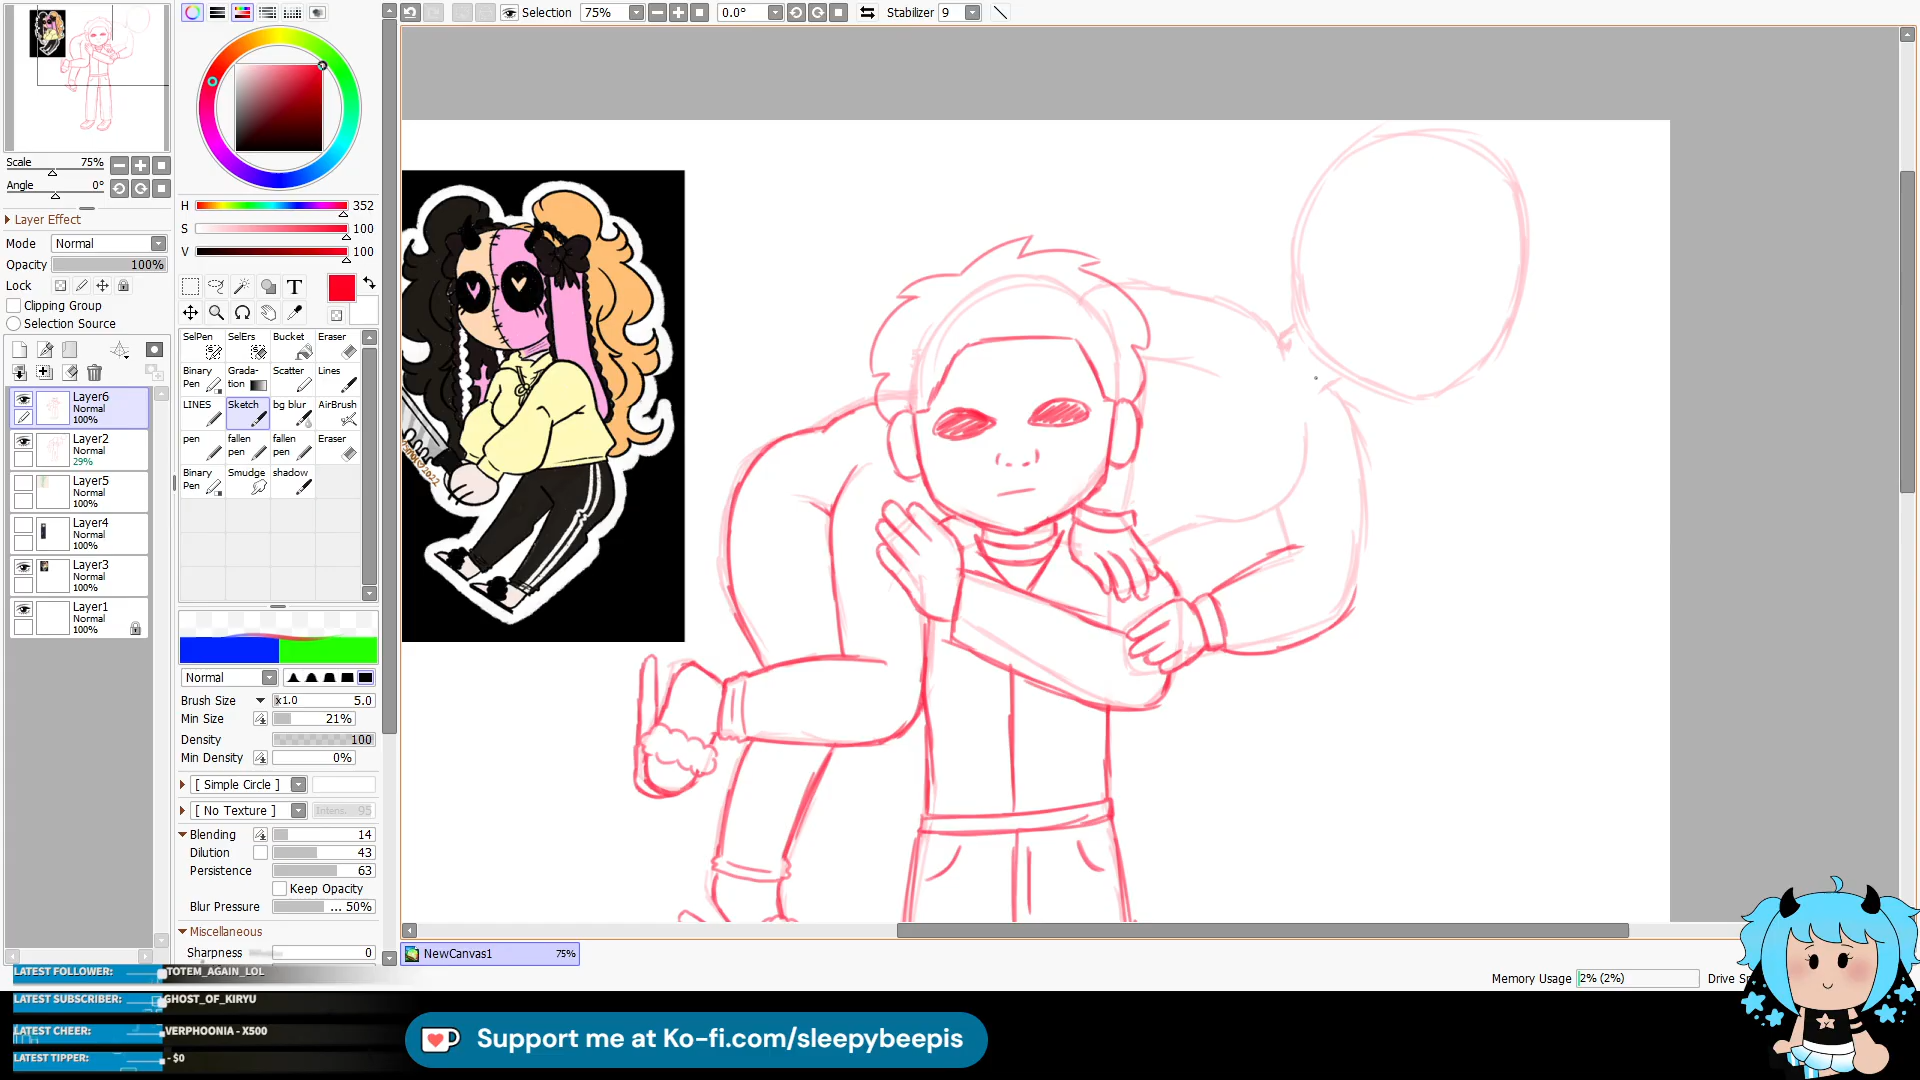 Selection 75% 0.0° Stabilizer 9
Scale 75%
Angle 0°
Layer Effect
Mode Normal
Opacity 100%
Lock
Clipping Group
Selection Source
Layer6
Normal
100%
Layer2
Normal
29%
Layer5
Normal
100%
Layer4
Normal
100%
Layer3
Normal
100%
Layer1
Normal
100%
H 352
S 100
V 100
T
SelPen SelErs Bucket Eraser
Binary Pen Grada-tion Scatter Lines
LINES Sketch bg blur AirBrush
pen fallen pen fallen pen Eraser
Binary Pen Smudge shadow
Normal
Brush Size x1.0 5.0
Min Size 21%
Density 100
Min Density 0%
[ Simple Circle ]
[ No Texture ] Intens. 95
Blending 14
Dilution 43
Persistence 63
Keep Opacity
Blur Pressure ... 50%
Miscellaneous
Sharpness 0
NewCanvas1 75%
Memory Usage 2% (2%) Drive
LATEST FOLLOWER: TOTEM_AGAIN_LOL
LATEST SUBSCRIBER: GHOST_OF_KIRYU
LATEST CHEER: VERPHOONIA - X500
LATEST TIPPER: - $0
Support me at Ko-fi.com/sleepybeepis